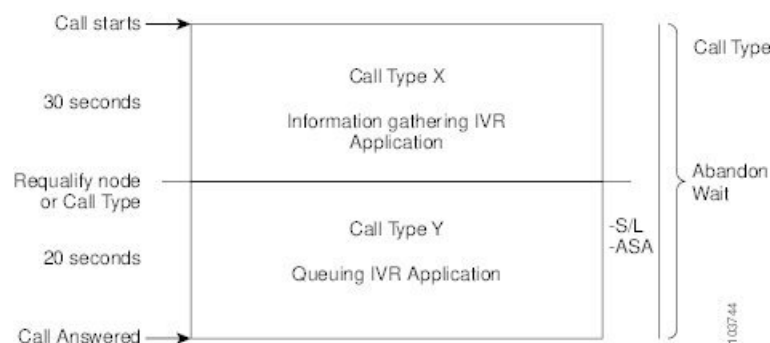 Call starts
30 seconds
Requalify node
or Call Type
20 seconds
Call Answered
Call Type X
Information gathering IVR
Application
Call Type Y
Queuing IVR Application
-S/L
-ASA
Call Type
Abandon
Wait
103744